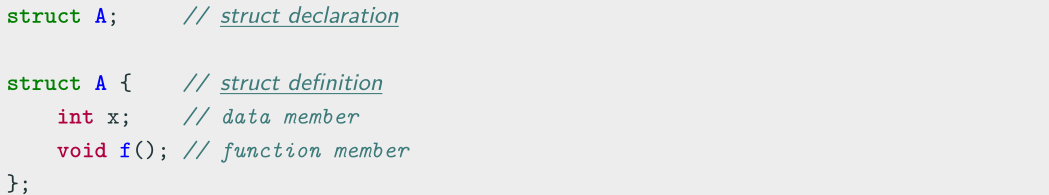 struct A;     // struct declaration
struct A {    // struct definition
    int x;    // data member
    void f(); // function member
};